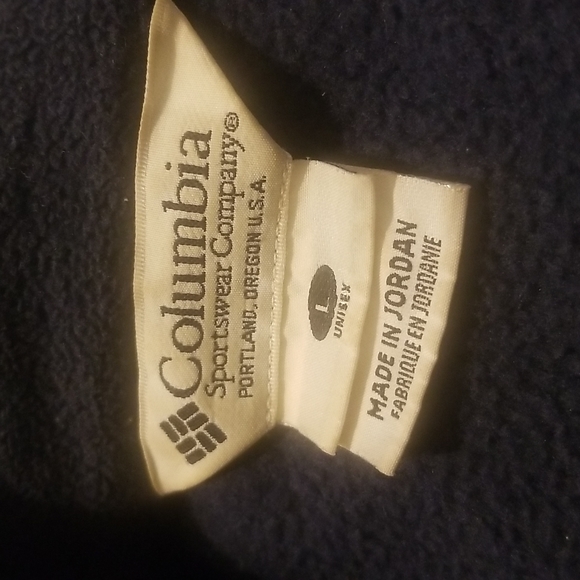 Columbia
Sportswear Company®
PORTLAND, OREGON U.S.A.
L
UNISEX
MADE IN JORDAN
FABRIQUE EN JORDANIE